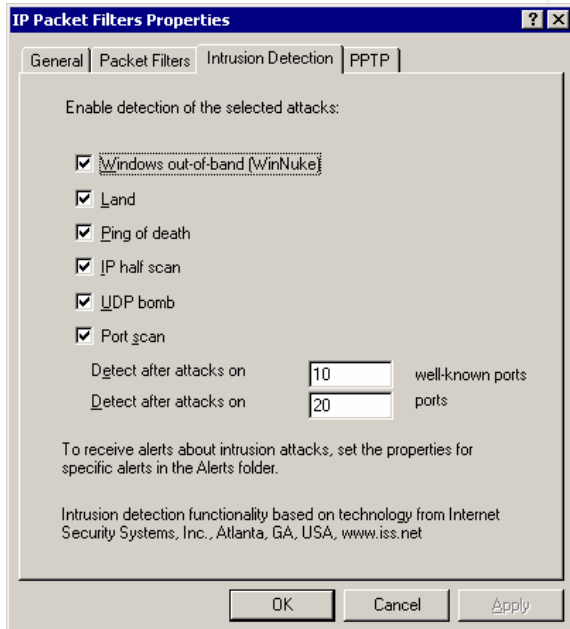 IP Packet Filters Properties
General Packet Filters Intrusion Detection PPTP
Enable detection of the selected attacks:
Windows out-of-band (WinNuke)
Land
Ping of death
IP half scan
UDP bomb
Port scan
Detect after attacks on 10 well-known ports
Detect after attacks on 20 ports
To receive alerts about intrusion attacks, set the properties for
specific alerts in the Alerts folder.
Intrusion detection functionality based on technology from Internet
Security Systems, Inc., Atlanta, GA, USA, www.iss.net
OK Cancel Apply